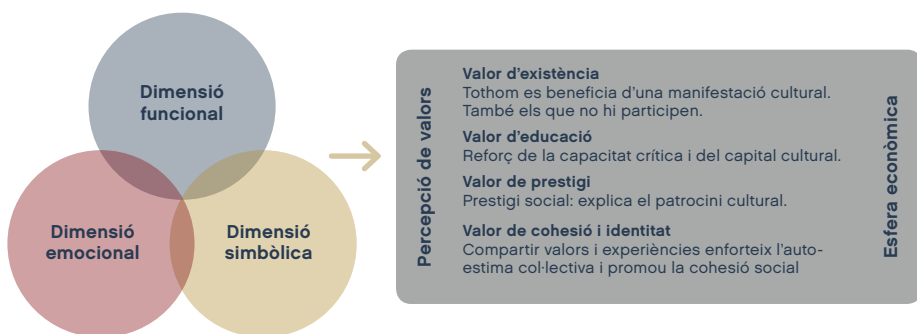 Dimensió
funcional
Dimensió
emocional
Dimensió
simbòlica
Percepció de valors
Valor d’existència
Tothom es beneficia d’una manifestació cultural.
També els que no hi participen.
Valor d’educació
Reforç de la capacitat crítica i del capital cultural.
Valor de prestigi
Prestigi social: explica el patrocini cultural.
Valor de cohesió i identitat
Compartir valors i experiències enforteix l’auto-
estima col·lectiva i promou la cohesió social
Esfera econòmica